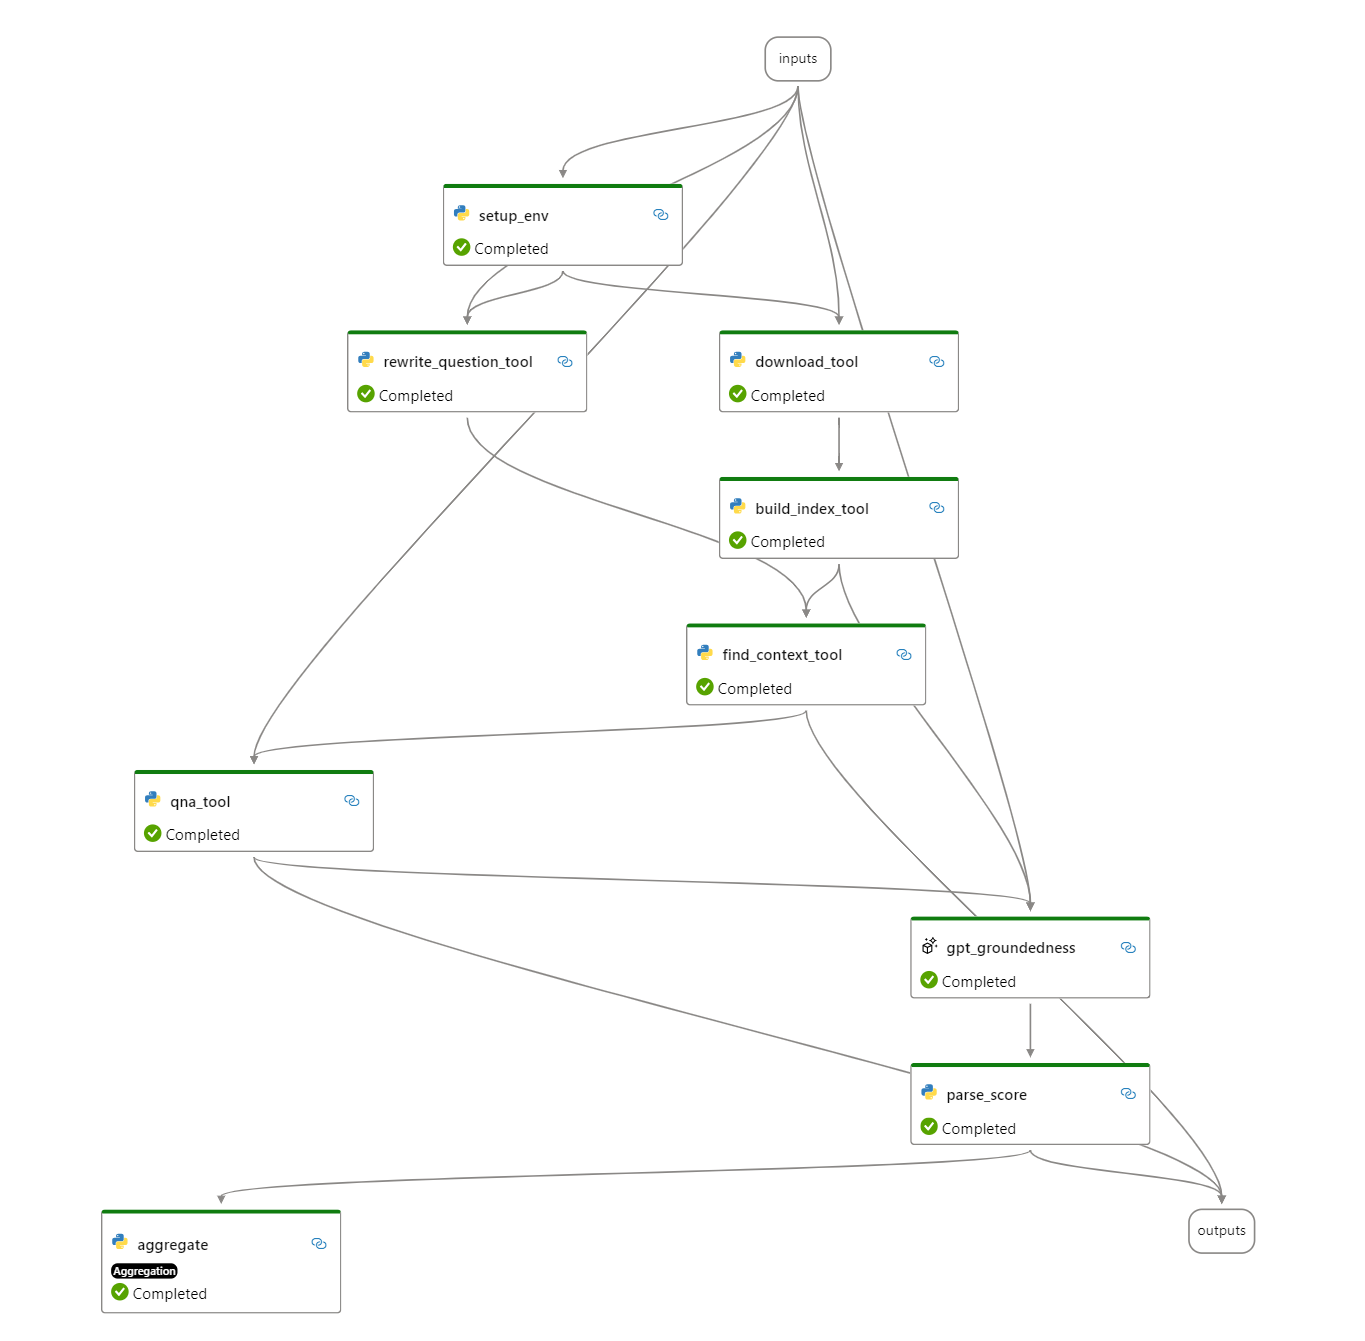 inputs
setup_env
Completed
rewrite_question_tool
Completed
download_tool
Completed
build_index_tool
Completed
find_context_tool
Completed
qna_tool
Completed
gpt_groundedness
Completed
parse_score
Completed
aggregate
Aggregation
Completed
outputs